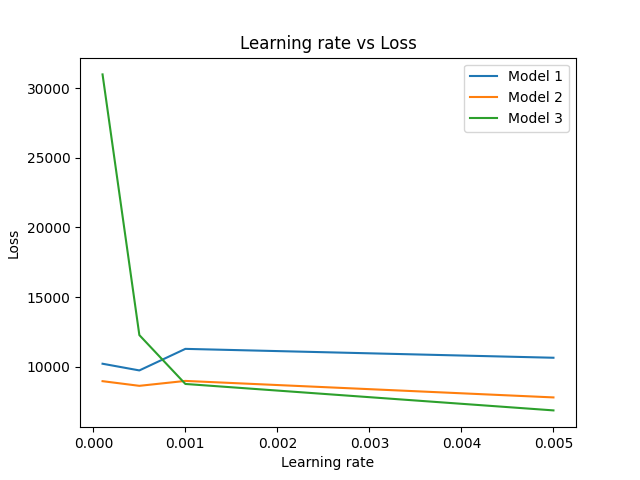 Learning rate vs Loss
Model 1
Model 2
Model 3
Loss
30000
25000
20000
15000
10000
0.000 0.001 0.002 0.003 0.004 0.005
Learning rate